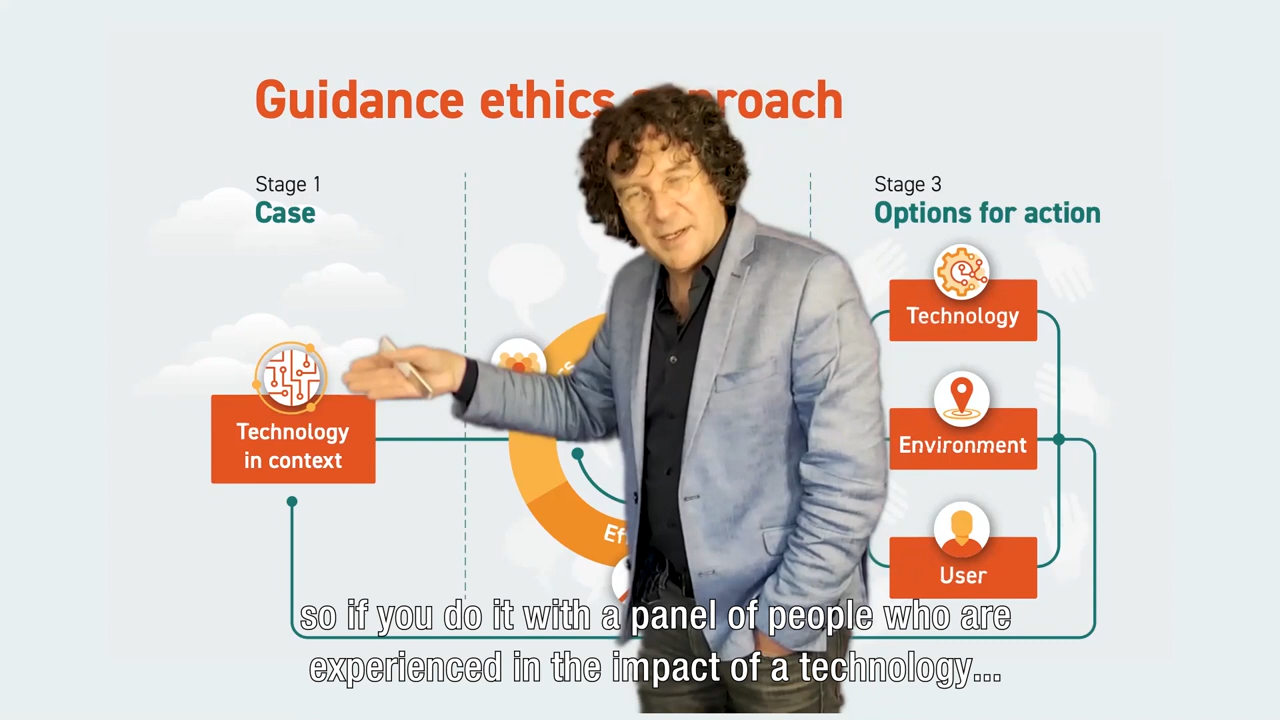 Guidance ethics
Stage 1
Case
Stage 3
Options for action
Technology
in context
Technology
Environment
User
so if you do it with a panel of people who are
experienced in the impact of a technology...